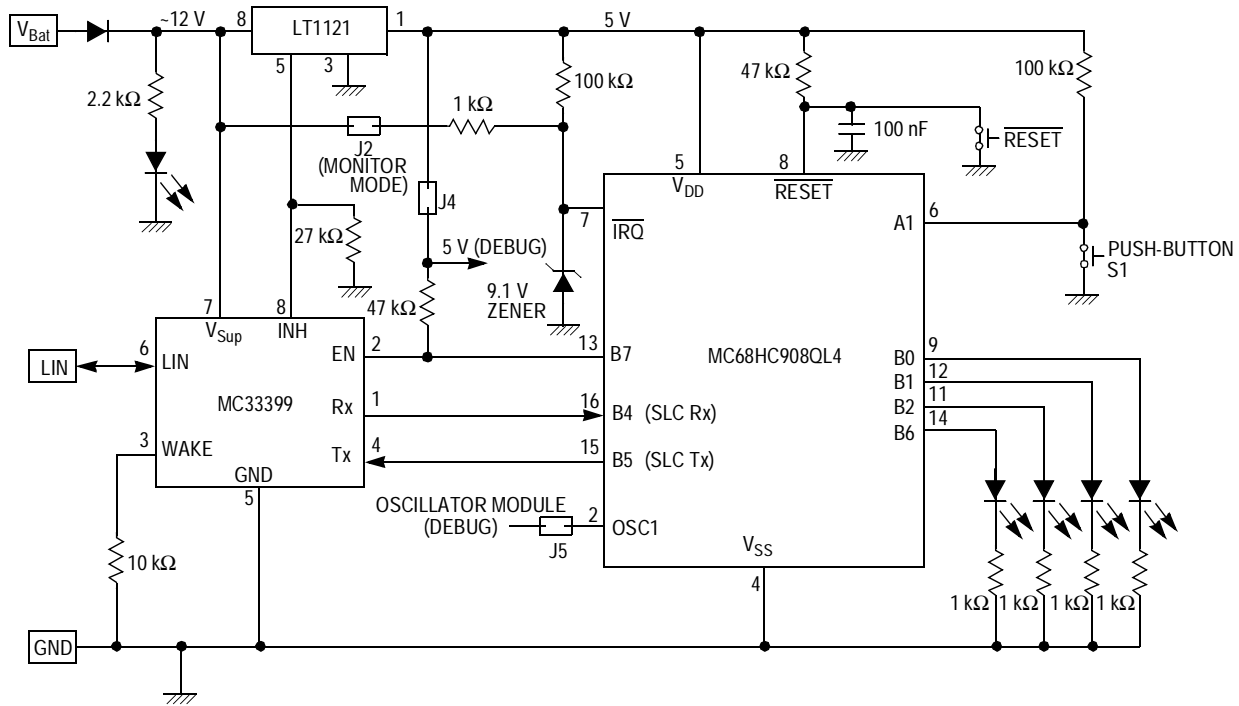 VBat
~12 V
8
LT1121
1
5 V
5
3
2.2 kΩ
100 kΩ
47 kΩ
100 kΩ
1 kΩ
J2
(MONITOR
MODE)
100 nF
RESET
J4
5
VDD
8
RESET
7
IRQ
A1
6
27 kΩ
5 V (DEBUG)
PUSH-BUTTON
S1
9.1 V
ZENER
47 kΩ
7
VSup
8
INH
LIN
6
LIN
EN
2
13
B7
MC68HC908QL4
B0
9
B1
12
B2
11
B6
14
MC33399
Rx
1
16
B4 (SLC Rx)
3
WAKE
Tx
4
15
B5 (SLC Tx)
GND
5
OSCILLATOR MODULE
(DEBUG)
J5
2
OSC1
VSS
4
10 kΩ
1 kΩ
1 kΩ
1 kΩ
1 kΩ
GND